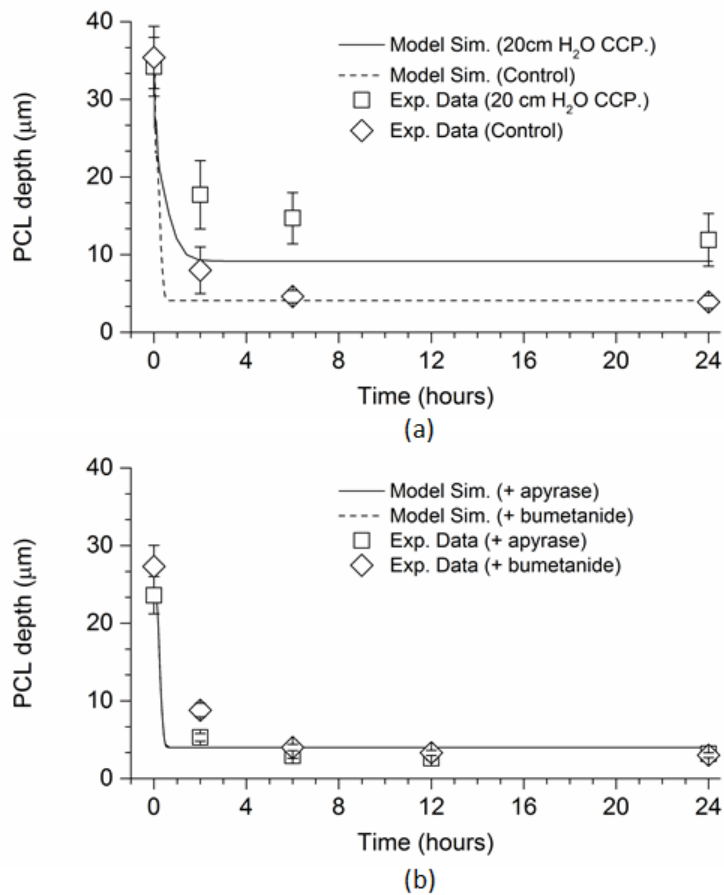 40
Model Sim. (20cm H₂O CCP.)
Model Sim. (Control)
30
Exp. Data (20 cm H₂O CCP.)
Exp. Data (Control)
20
10
0
PCL depth (μm)
0 4 8 12 16 20 24
Time (hours)
(a)
40
Model Sim. (+ apyrase)
Model Sim. (+ bumetanide)
30
Exp. Data (+ apyrase)
Exp. Data (+ bumetanide)
20
10
0
PCL depth (μm)
0 4 8 12 16 20 24
Time (hours)
(b)